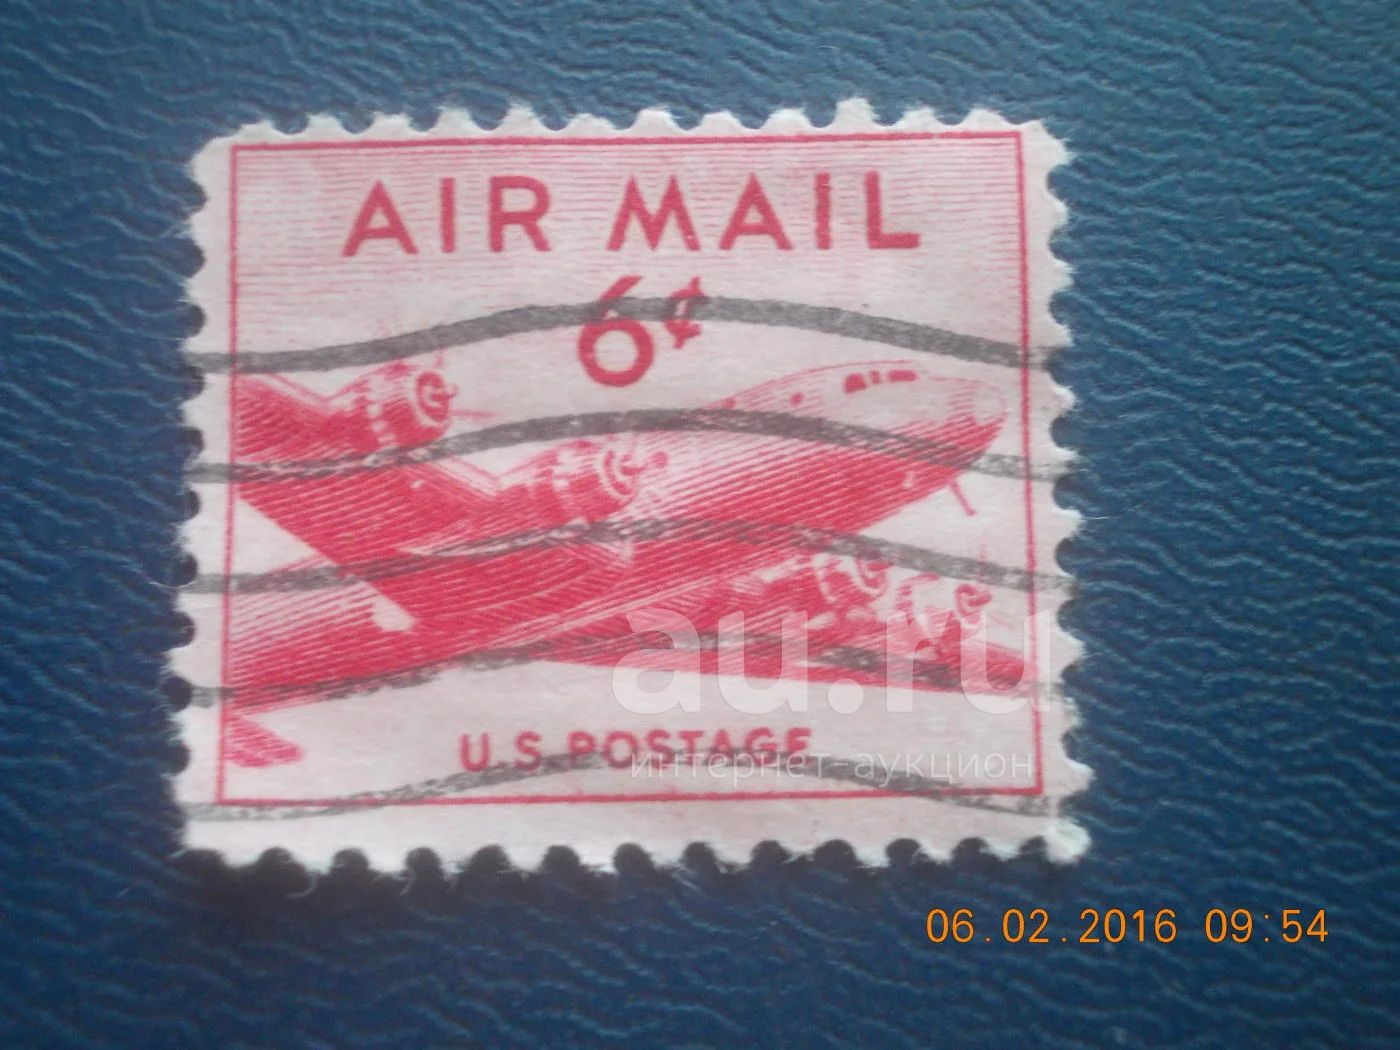 AIR MAIL
6¢
au.ru
U.S. POSTAGE
интернет-аукцион
06.02.2016 09:54